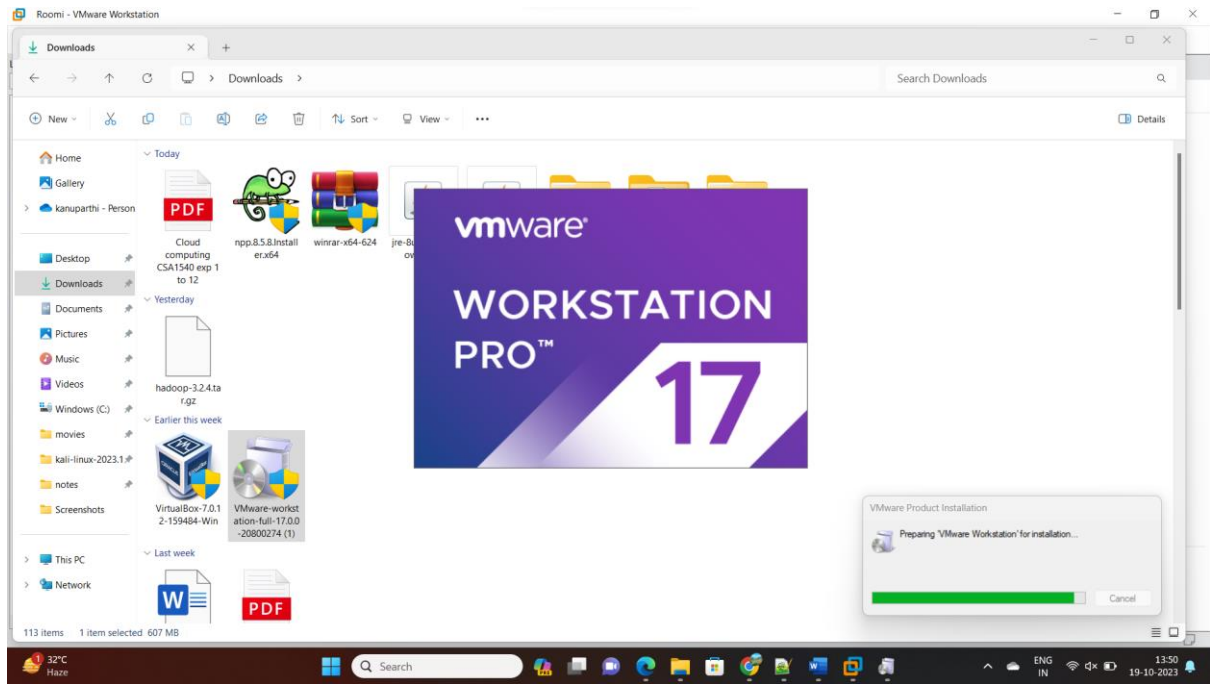 Roomi - VMware Workstation
Downloads
Downloads
Search Downloads
New
Sort
View
Details
Home
Gallery
kanuparthi - Person
Desktop
Downloads
Documents
Pictures
Music
Videos
Windows (C:)
movies
kali-linux-2023.1
notes
Screenshots
This PC
Network
Today
PDF
Cloud
computing
CSA1540 exp 1
to 12
npp.8.5.8.Install
er.x64
winrar-x64-624
jre-8u
ow
Yesterday
hadoop-3.2.4.ta
r.gz
Earlier this week
VirtualBox-7.0.1
2-159484-Win
VMware-workst
ation-full-17.0.0
-20800274 (1)
Last week
W
PDF
vmware®
WORKSTATION
PRO™
17
VMware Product Installation
Preparing 'VMware Workstation' for installation...
Cancel
113 items 1 item selected 607 MB
1
32°C
Haze
Search
ENG
IN
13:50
19-10-2023